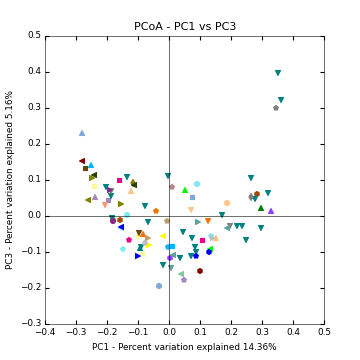 PCoA - PC1 vs PC3
0.5
0.4
0.3
0.2
0.1
0.0
−0.1
−0.2
−0.3
PC3 - Percent variation explained 5.16%
−0.4 −0.3 −0.2 −0.1 0.0 0.1 0.2 0.3 0.4 0.5
PC1 - Percent variation explained 14.36%